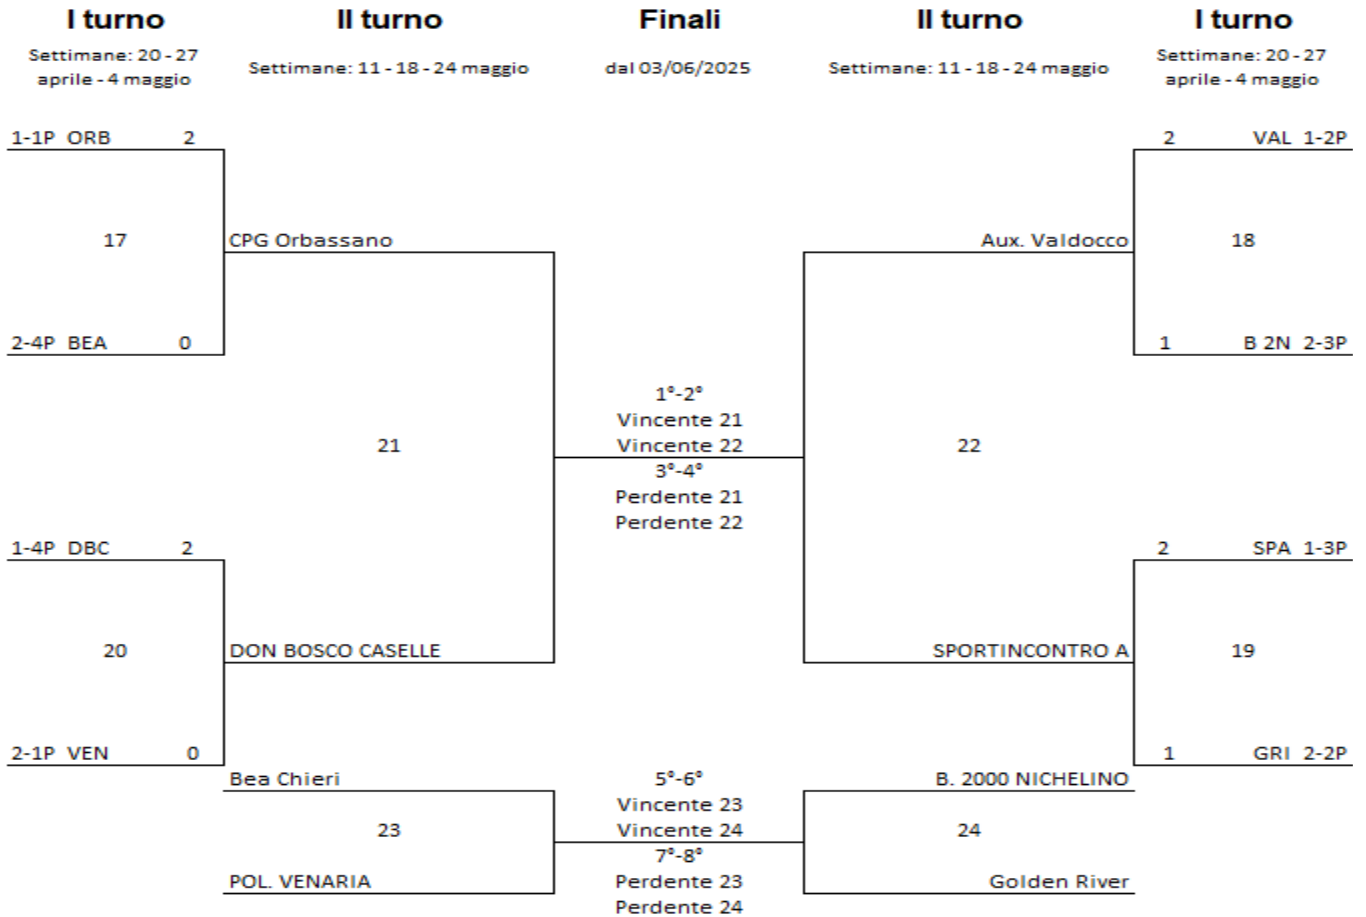 I turno II turno Finali II turno I turno
Settimane: 20 - 27 Settimane: 20 - 27
Settimane: 11 - 18 - 24 maggio dal 03/06/2025 Settimane: 11 - 18 - 24 maggio
aprile - 4 maggio aprile - 4 maggio
1-1P ORB 2 2 VAL 1-2P
17 CPG Orbassano Aux. Valdocco 18
2-4P BEA 0 1 B 2N 2-3P
1°-2°
Vincente 21
21 Vincente 22 22
3°-4°
Perdente 21
Perdente 22
1-4P DBC 2 2 SPA 1-3P
20 DON BOSCO CASELLE SPORTINCONTRO A 19
2-1P VEN 0 1 GRI 2-2P
Bea Chieri 5°-6° B. 2000 NICHELINO
Vincente 23
23 Vincente 24 24
7°-8°
POL. VENARIA Perdente 23 Golden River
Perdente 24